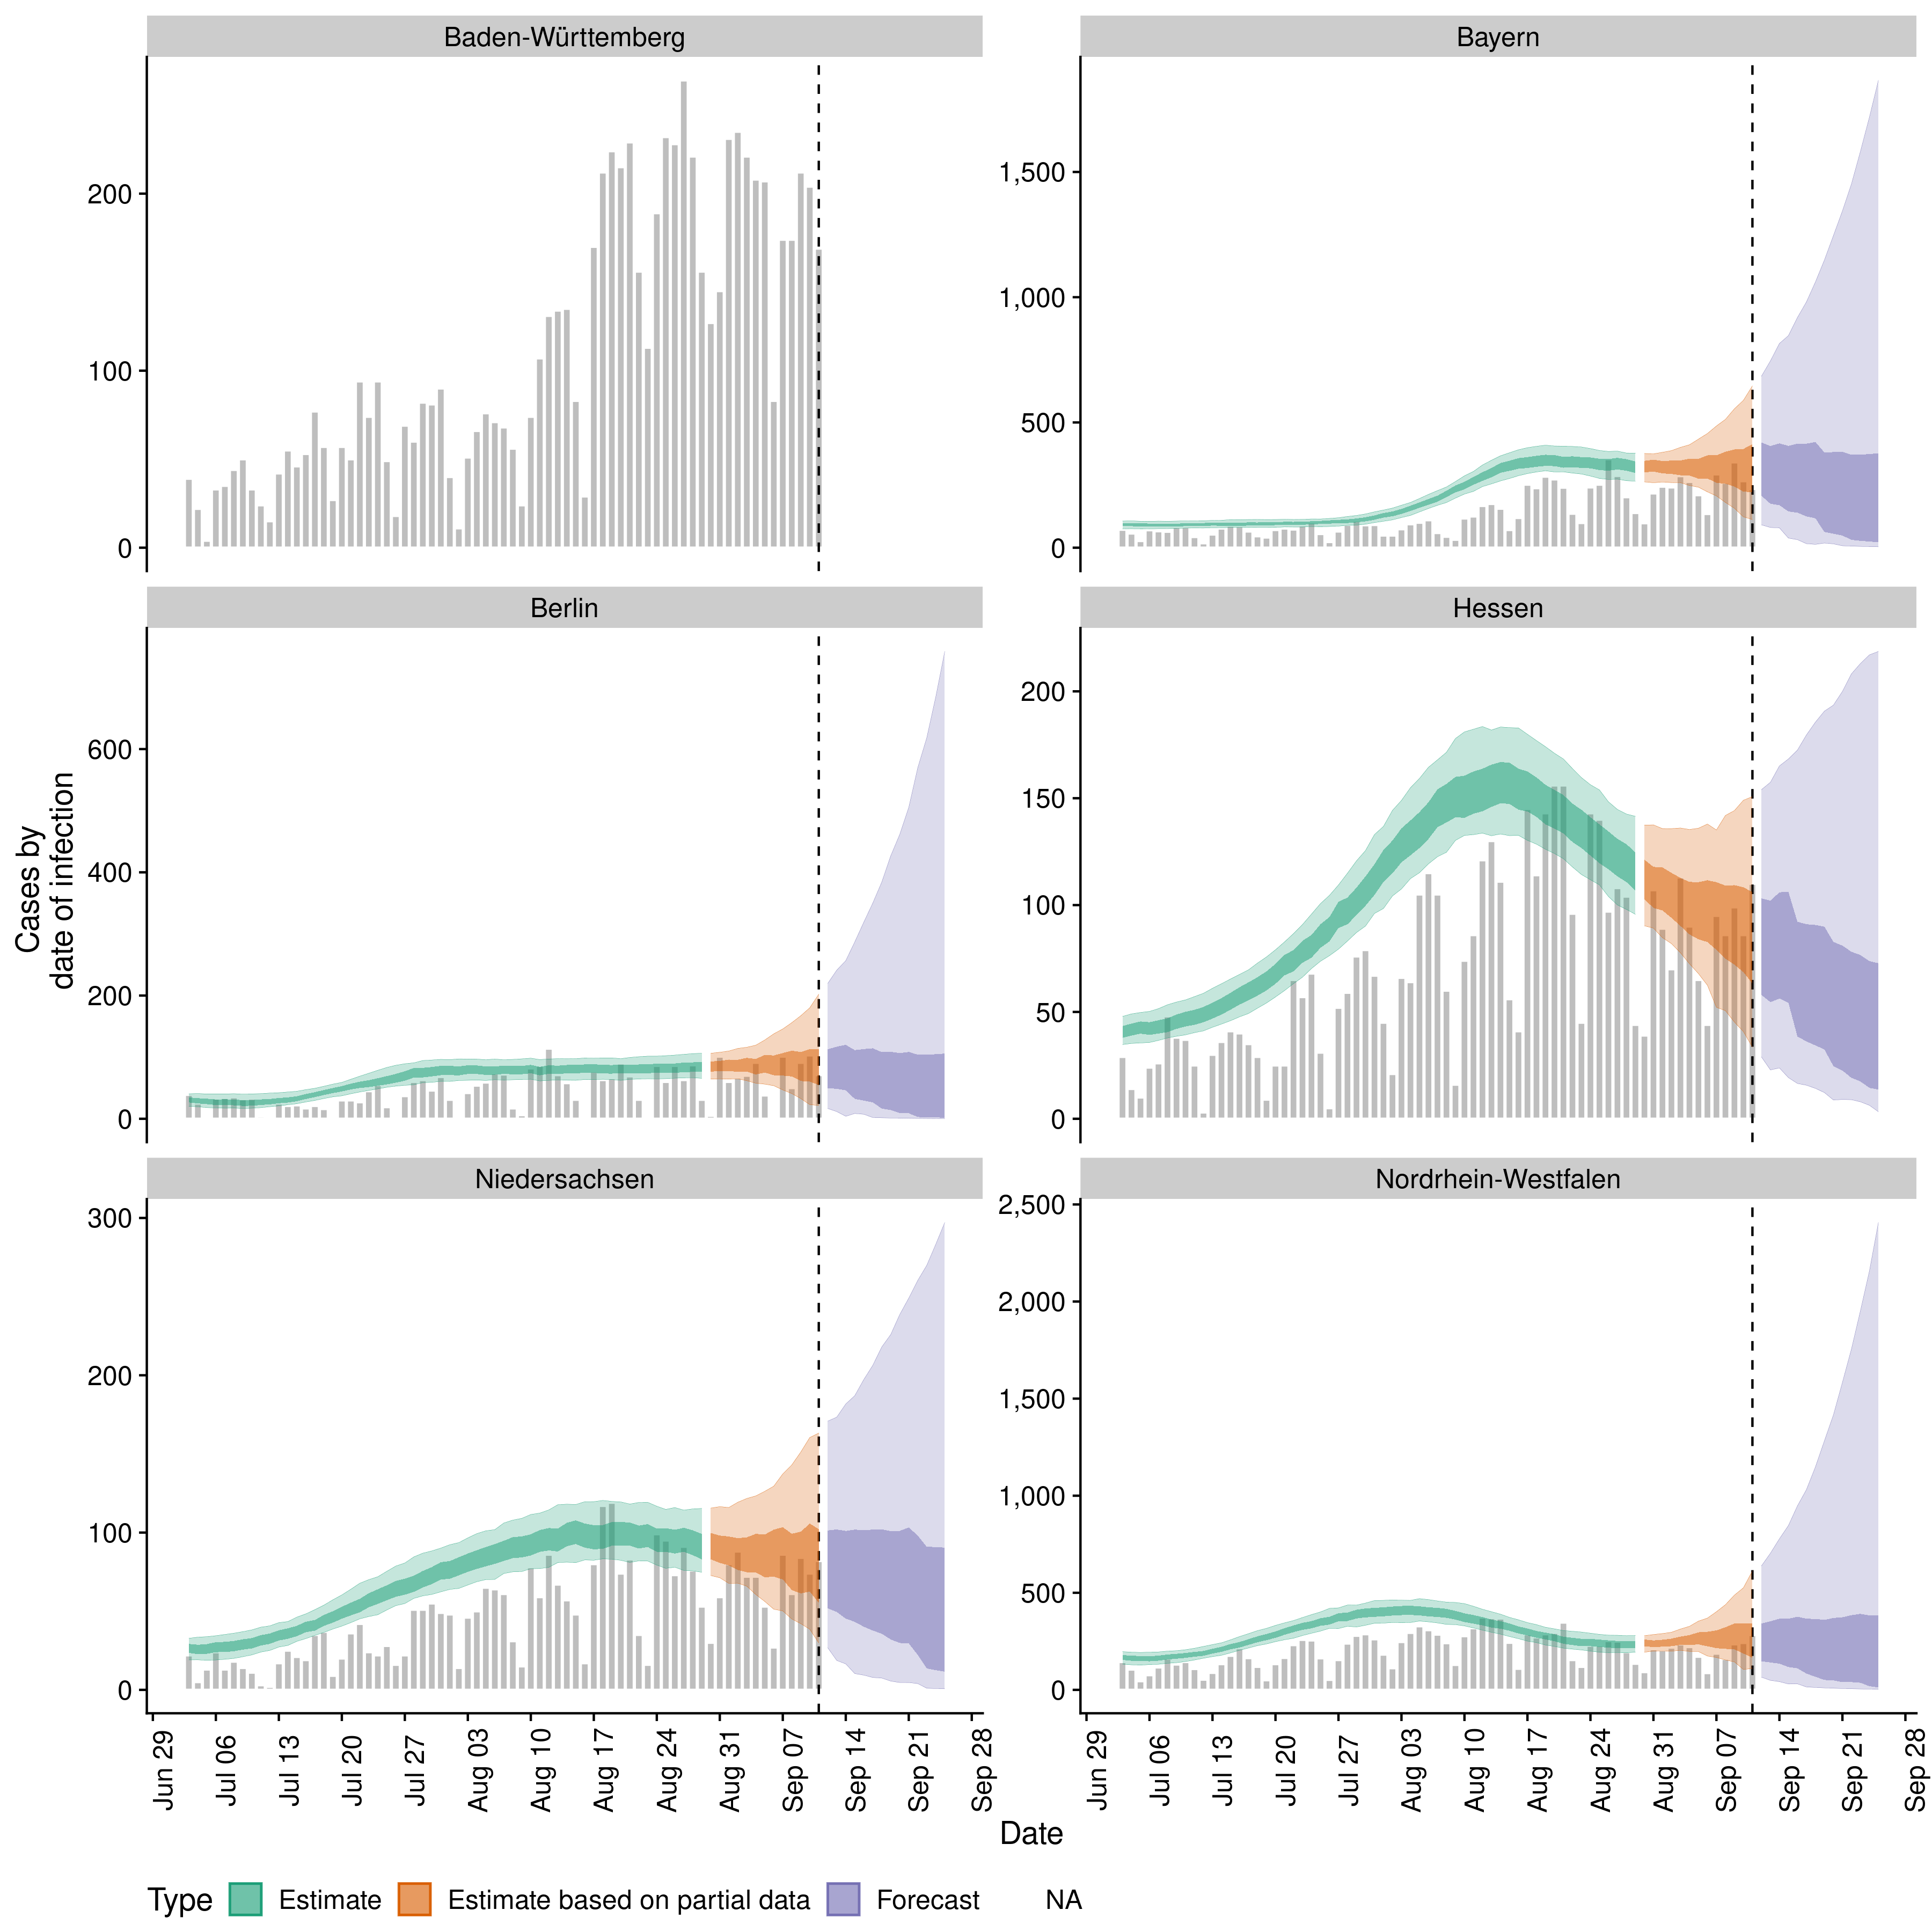 Baden-Württemberg
Bayern
200
100
0
1,500
1,000
500
0
Berlin
Hessen
600
400
200
0
200
150
100
50
0
Cases by
date of infection
Niedersachsen
Nordrhein-Westfalen
300
200
100
0
2,500
2,000
1,500
1,000
500
0
Jun 29
Jul 06
Jul 13
Jul 20
Jul 27
Aug 03
Aug 10
Aug 17
Aug 24
Aug 31
Sep 07
Sep 14
Sep 21
Sep 28
Jun 29
Jul 06
Jul 13
Jul 20
Jul 27
Aug 03
Aug 10
Aug 17
Aug 24
Aug 31
Sep 07
Sep 14
Sep 21
Sep 28
Date
Type Estimate Estimate based on partial data Forecast NA